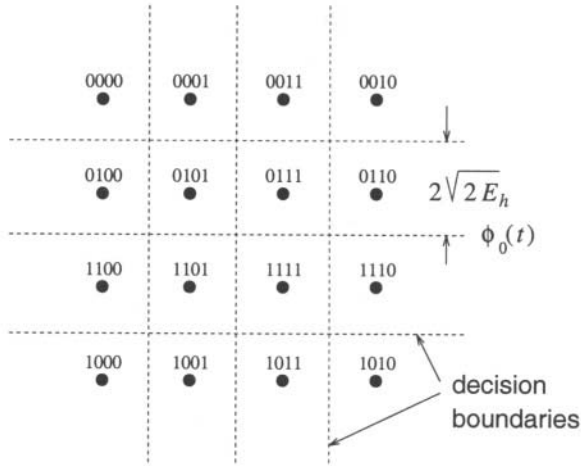 0000 0001 0011 0010
0100 0101 0111 0110
2√2E_h
ϕ_0(t)
1100 1101 1111 1110
1000 1001 1011 1010
decision
boundaries